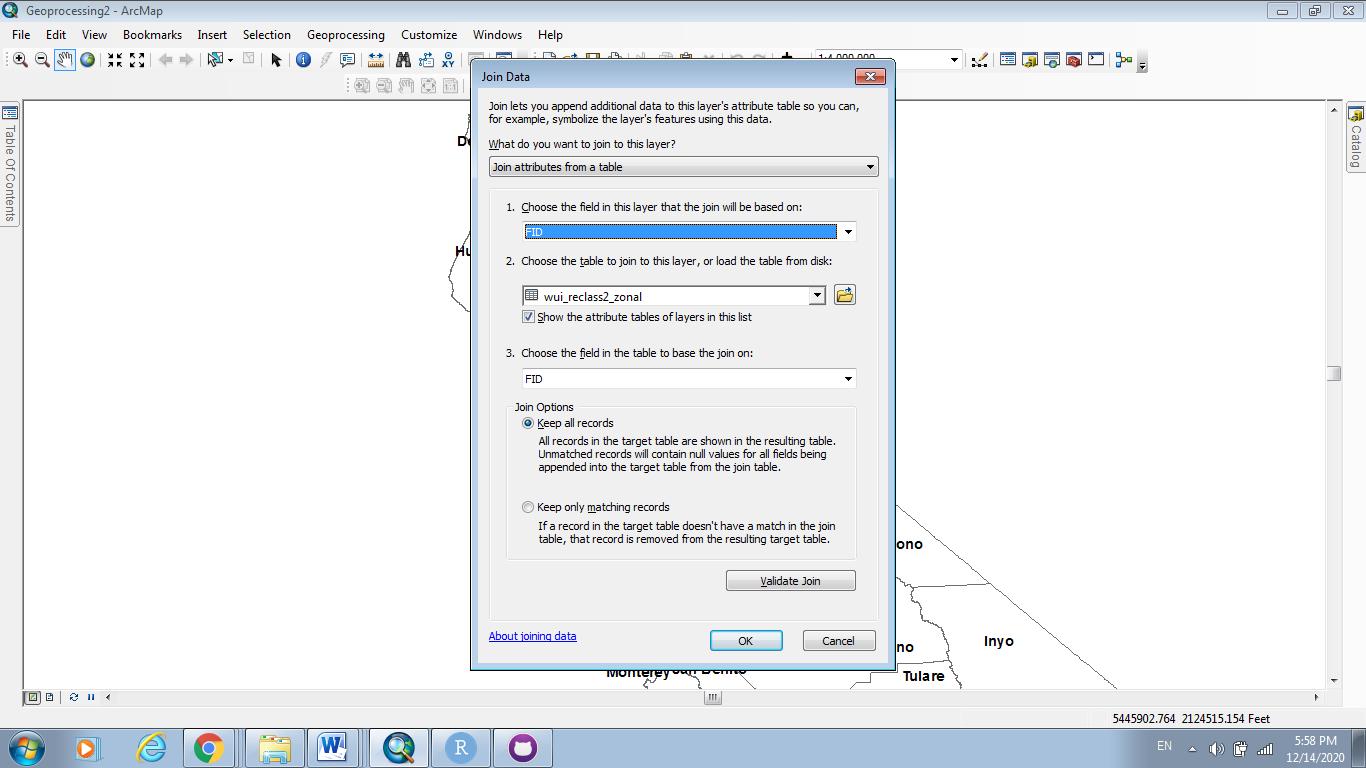 Geoprocessing2 - ArcMap
File Edit View Bookmarks Insert Selection Geoprocessing Customize Windows Help
Join Data
Join lets you append additional data to this layer's attribute table so you can,
for example, symbolize the layer's features using this data.
What do you want to join to this layer?
Join attributes from a table
1. Choose the field in this layer that the join will be based on:
FID
2. Choose the table to join to this layer, or load the table from disk:
wui_reclass2_zonal
Show the attribute tables of layers in this list
3. Choose the field in the table to base the join on:
FID
Join Options
Keep all records
All records in the target table are shown in the resulting table.
Unmatched records will contain null values for all fields being
appended into the target table from the join table.
Keep only matching records
If a record in the target table doesn't have a match in the join
table, that record is removed from the resulting target table.
Validate Join
About joining data
OK Cancel
Table Of Contents
Catalog
De
Hu
ono
Inyo
no
Tulare
Monterey
5445902.764 2124515.154 Feet
EN
5:58 PM
12/14/2020